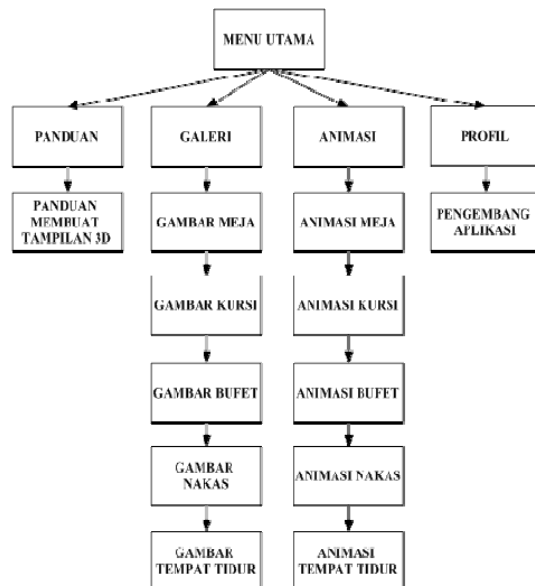 MENU UTAMA
PANDUAN
GALERI
ANIMASI
PROFIL
PANDUAN
MEMBUAT
TAMPILAN 3D
GAMBAR MEJA
ANIMASI MEJA
PENGEMBANG
APLIKASI
GAMBAR KURSI
ANIMASI KURSI
GAMBAR BUFET
ANIMASI BUFET
GAMBAR
NAKAS
ANIMASI NAKAS
GAMBAR
TEMPAT TIDUR
ANIMASI
TEMPAT TIDUR